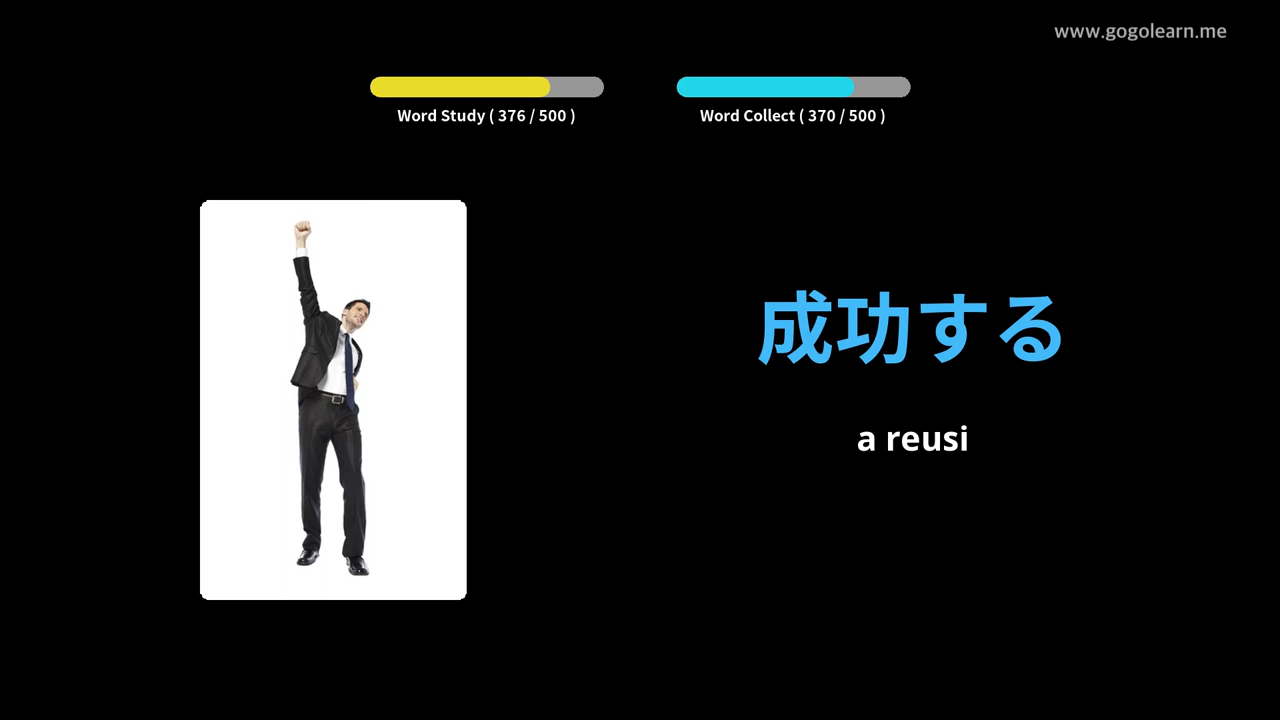 www.gogolearn.me
Word Study ( 376 / 500 )
Word Collect ( 370 / 500 )
成功する
a reusi